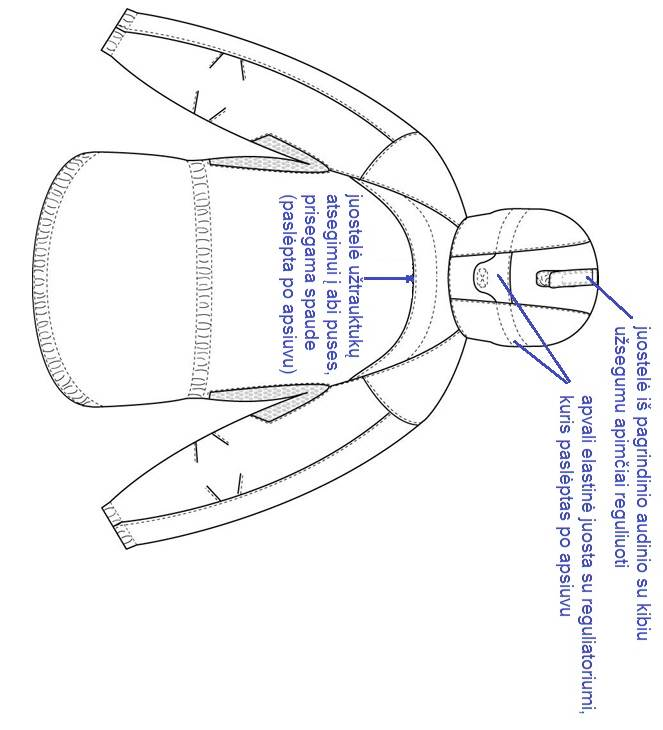 juostelė iš pagrindinio audinio su kibiu
užsegumu apimčiai reguliuoti
apvali elastinė juosta su reguliatoriumi,
kuris paslėptas po apsiuvu
juostelė užtrauktukų
atsegimui į abi puses,
prisegama spaude
(paslėpta po apsiuvu)